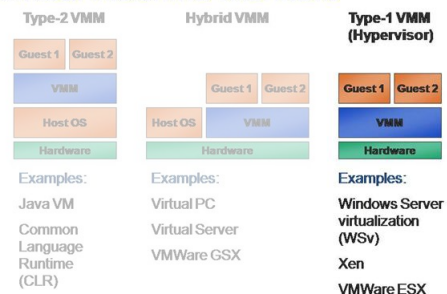 Type-2 VMM
Guest 1 Guest 2
VMM
Host OS
Hardware
Examples:
Java VM
Common
Language
Runtime
(CLR)
Hybrid VMM
Guest 1 Guest 2
Host OS VMM
Hardware
Examples:
Virtual PC
Virtual Server
VMWare GSX
Type-1 VMM
(Hypervisor)
Guest 1 Guest 2
VMM
Hardware
Examples:
Windows Server
virtualization
(WSv)
Xen
VMWare ESX